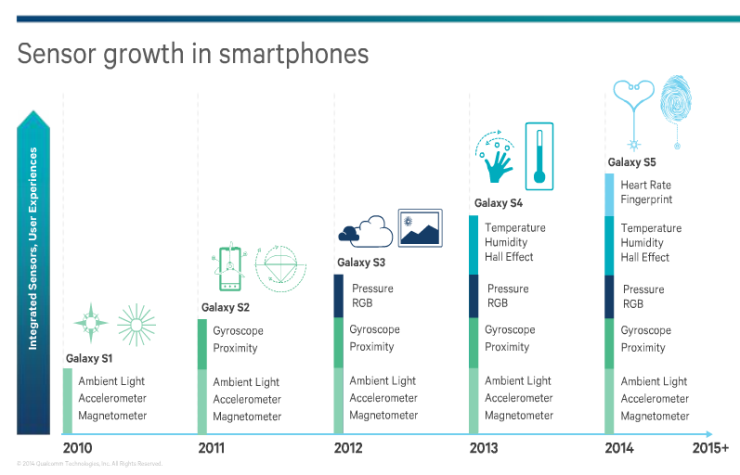 Sensor growth in smartphones
Integrated Sensors, User Experiences
Galaxy S1
Ambient Light
Accelerometer
Magnetometer
2010
Galaxy S2
Gyroscope
Proximity
Ambient Light
Accelerometer
Magnetometer
2011
Galaxy S3
Pressure
RGB
Gyroscope
Proximity
Ambient Light
Accelerometer
Magnetometer
2012
Galaxy S4
Temperature
Humidity
Hall Effect
Pressure
RGB
Gyroscope
Proximity
Ambient Light
Accelerometer
Magnetometer
2013
Galaxy S5
Heart Rate
Fingerprint
Temperature
Humidity
Hall Effect
Pressure
RGB
Gyroscope
Proximity
Ambient Light
Accelerometer
Magnetometer
2014
2015+
© 2014 Qualcomm Technologies, Inc. All Rights Reserved.